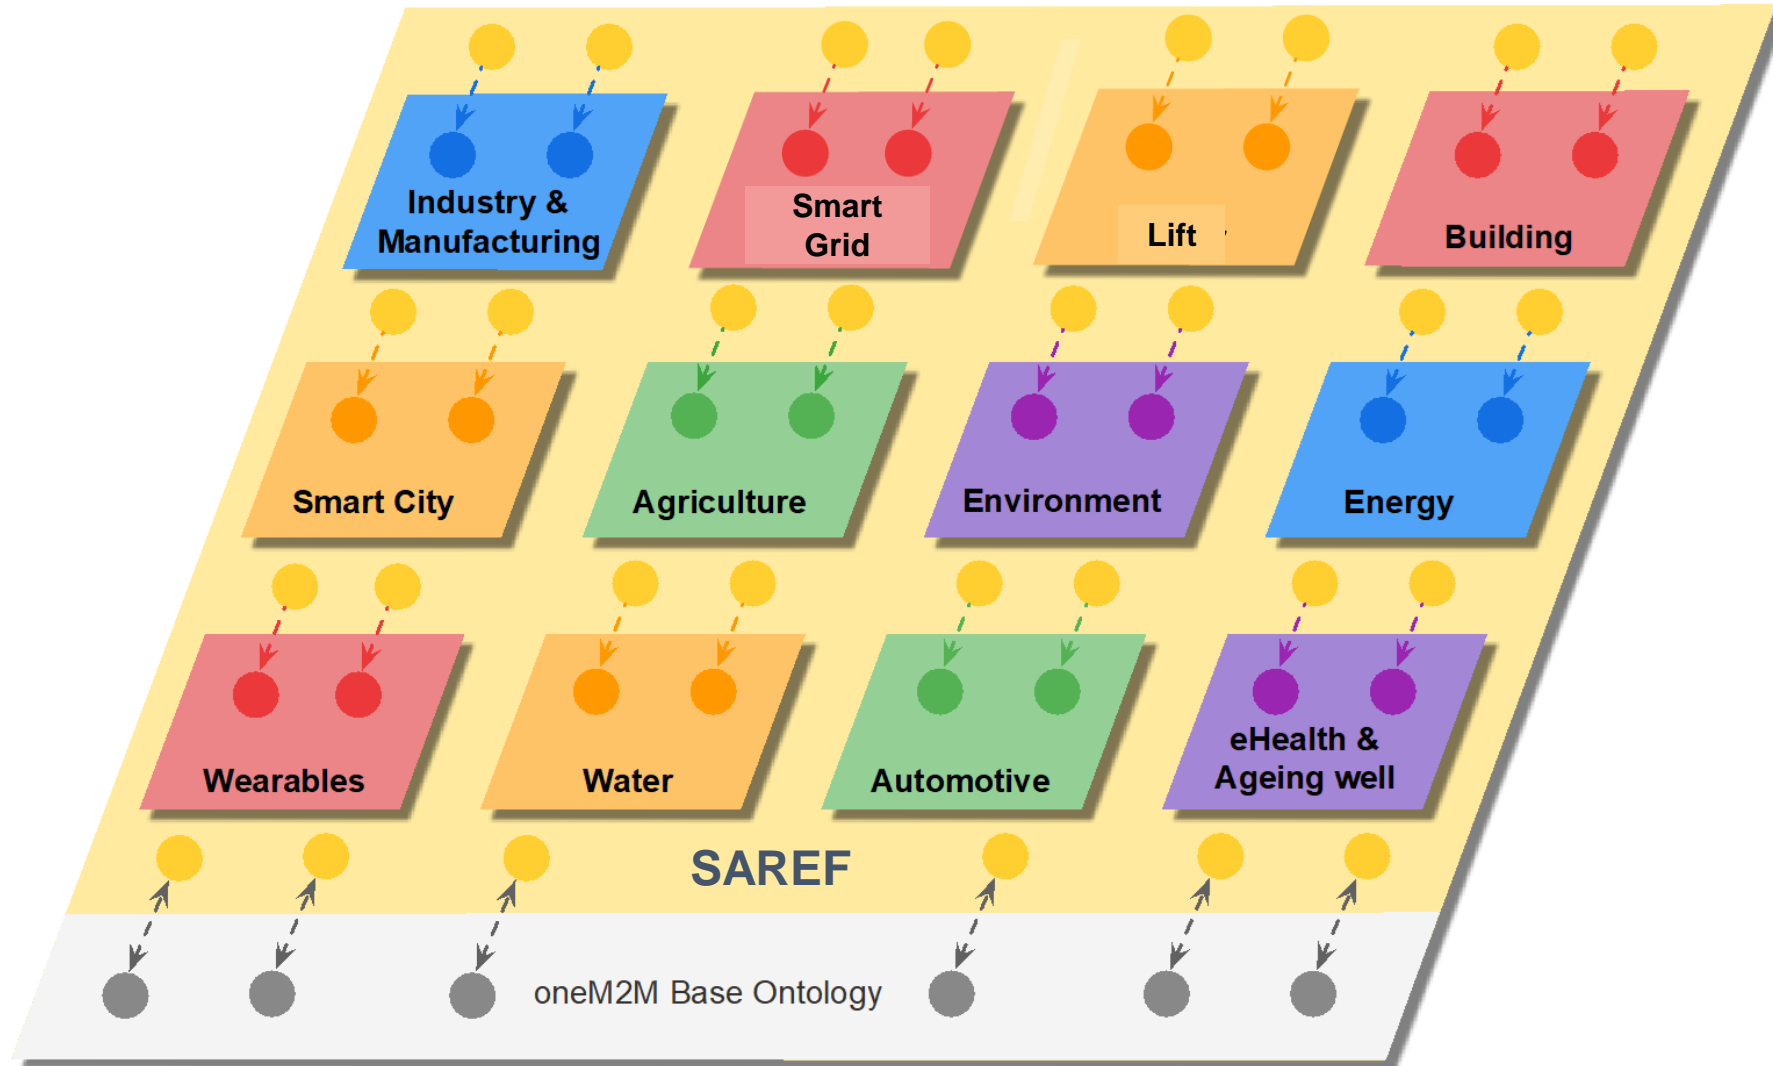 Industry &
Manufacturing
Smart
Grid
Lift
Building
Smart City
Agriculture
Environment
Energy
Wearables
Water
Automotive
eHealth &
Ageing well
SAREF
oneM2M Base Ontology